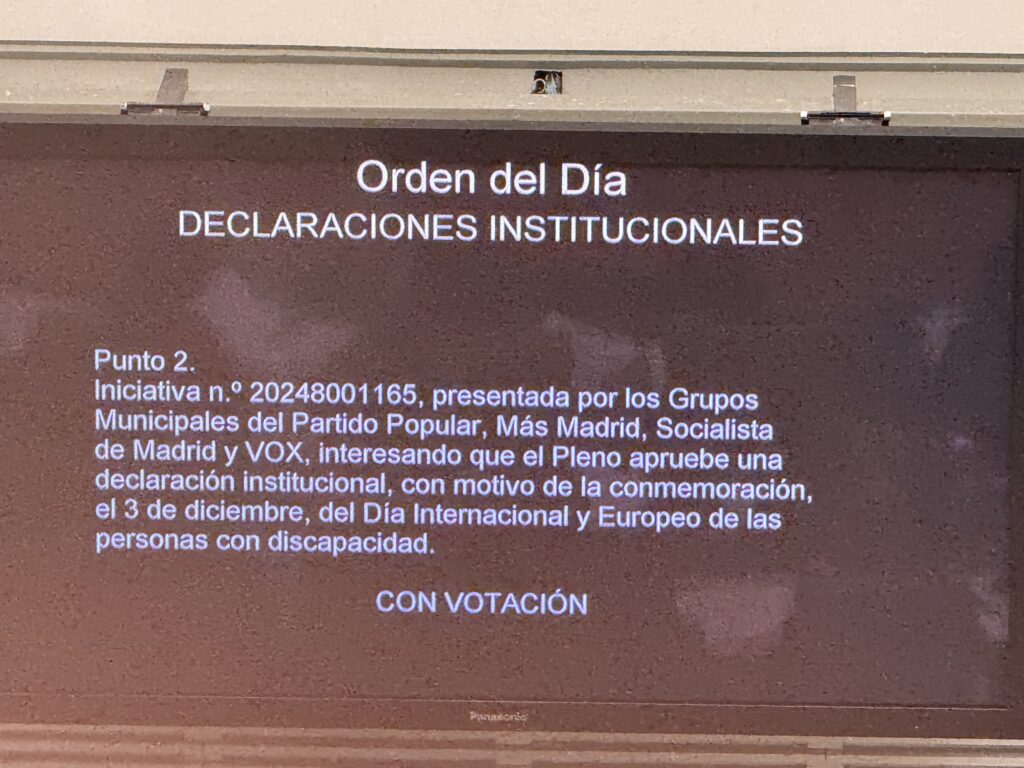 Orden del Día
DECLARACIONES INSTITUCIONALES
Punto 2.
Iniciativa n.º 20248001165, presentada por los Grupos
Municipales del Partido Popular, Más Madrid, Socialista
de Madrid y VOX, interesando que el Pleno apruebe una
declaración institucional, con motivo de la conmemoración,
el 3 de diciembre, del Día Internacional y Europeo de las
personas con discapacidad.
CON VOTACIÓN
Panasonic